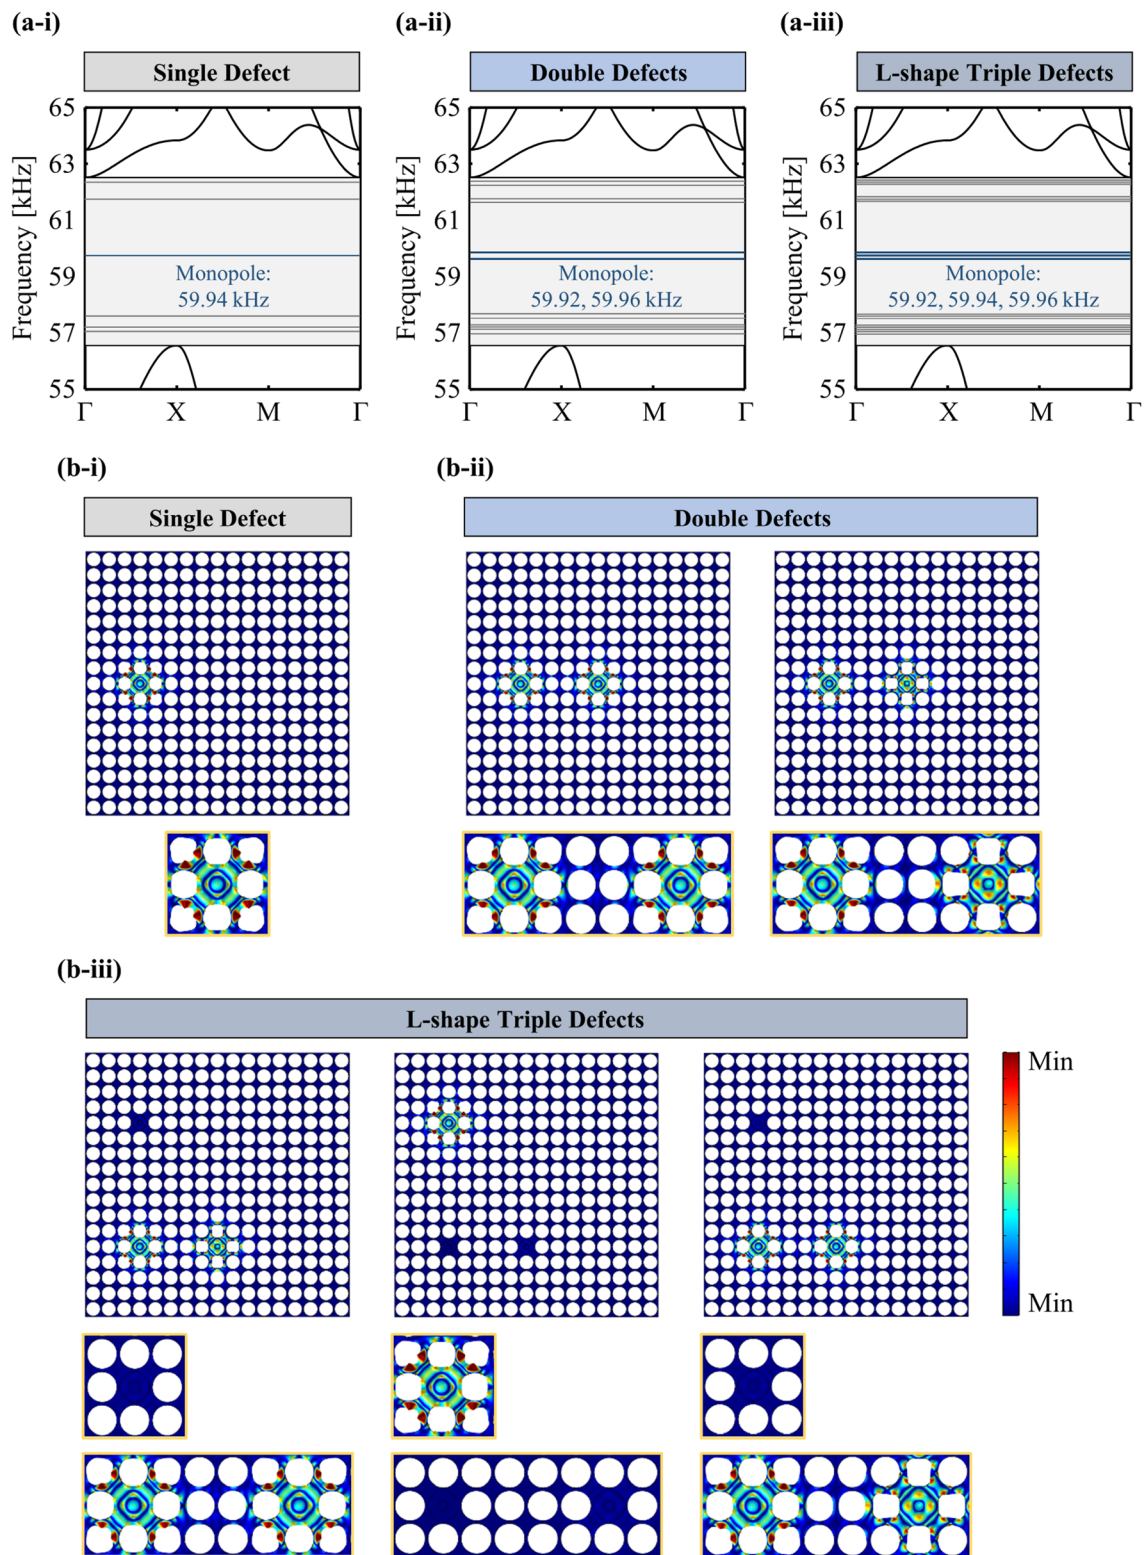 (a-i)
(a-ii)
(a-iii)
Single Defect
Double Defects
L-shape Triple Defects
Frequency [kHz]
65
63
61
59
57
55
Monopole:
59.94 kHz
Γ X M Γ
Frequency [kHz]
65
63
61
59
57
55
Monopole:
59.92, 59.96 kHz
Γ X M Γ
Frequency [kHz]
65
63
61
59
57
55
Monopole:
59.92, 59.94, 59.96 kHz
Γ X M Γ
(b-i)
(b-ii)
Single Defect
Double Defects
(b-iii)
L-shape Triple Defects
Min
Min